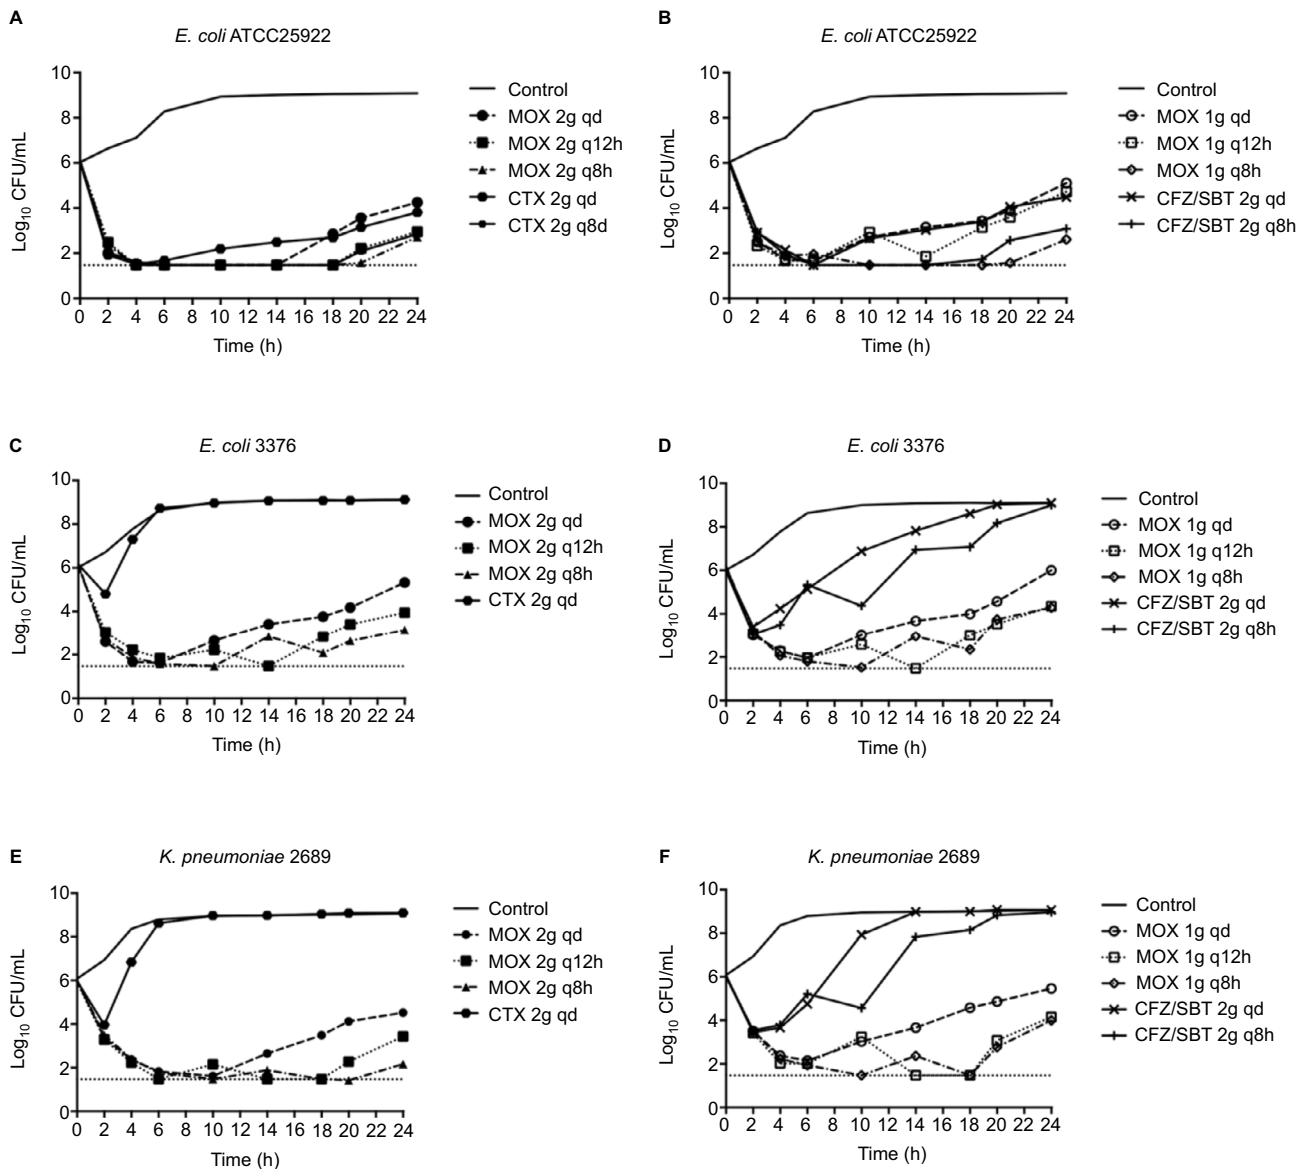 A
E. coli ATCC25922
Log10 CFU/mL
10
8
6
4
2
0
0 2 4 6 8 10 12 14 16 18 20 22 24
Time (h)
Control
MOX 2g qd
MOX 2g q12h
MOX 2g q8h
CTX 2g qd
CTX 2g q8d
B
E. coli ATCC25922
Log10 CFU/mL
10
8
6
4
2
0
0 2 4 6 8 10 12 14 16 18 20 22 24
Time (h)
Control
MOX 1g qd
MOX 1g q12h
MOX 1g q8h
CFZ/SBT 2g qd
CFZ/SBT 2g q8h
C
E. coli 3376
Log10 CFU/mL
10
8
6
4
2
0
0 2 4 6 8 10 12 14 16 18 20 22 24
Time (h)
Control
MOX 2g qd
MOX 2g q12h
MOX 2g q8h
CTX 2g qd
D
E. coli 3376
Log10 CFU/mL
10
8
6
4
2
0
0 2 4 6 8 10 12 14 16 18 20 22 24
Time (h)
Control
MOX 1g qd
MOX 1g q12h
MOX 1g q8h
CFZ/SBT 2g qd
CFZ/SBT 2g q8h
E
K. pneumoniae 2689
Log10 CFU/mL
10
8
6
4
2
0
0 2 4 6 8 10 12 14 16 18 20 22 24
Time (h)
Control
MOX 2g qd
MOX 2g q12h
MOX 2g q8h
CTX 2g qd
F
K. pneumoniae 2689
Log10 CFU/mL
10
8
6
4
2
0
0 2 4 6 8 10 12 14 16 18 20 22 24
Time (h)
Control
MOX 1g qd
MOX 1g q12h
MOX 1g q8h
CFZ/SBT 2g qd
CFZ/SBT 2g q8h